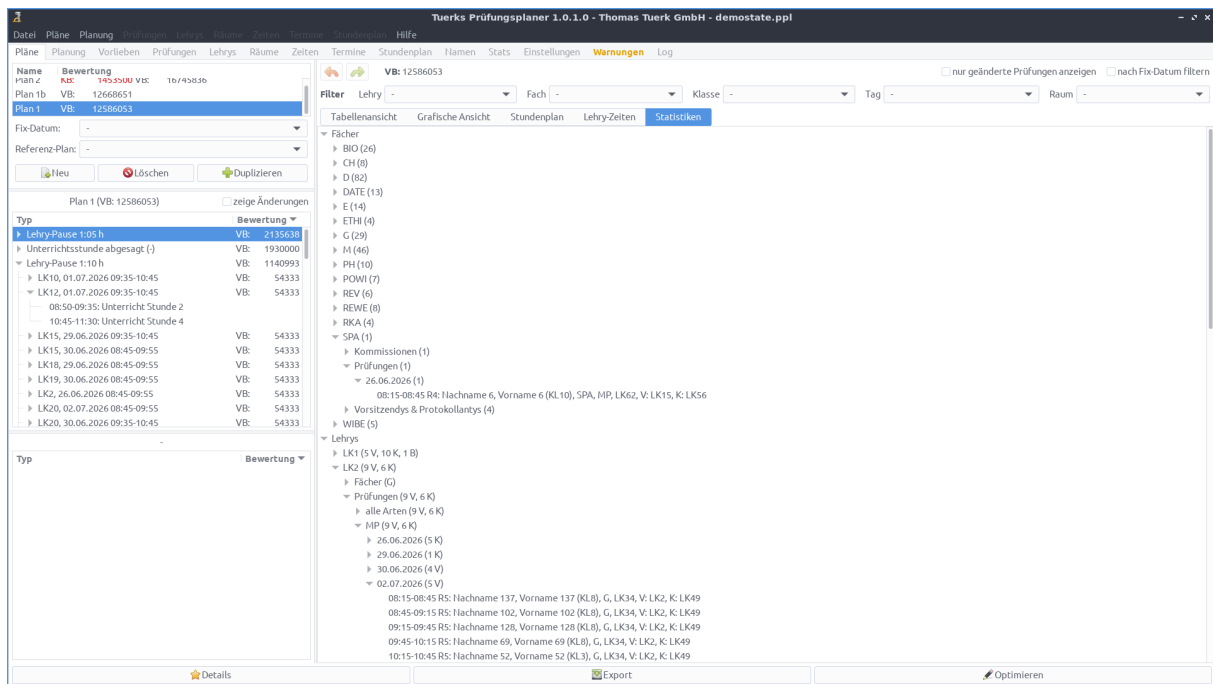 Tuerks Prüfungsplaner 1.0.1.0 - Thomas Tuerk GmbH - demostate.ppl
Datei Pläne Planung Prüfungen Lehrys Räume Zeiten Termine Stundenplan Hilfe
Pläne Planung Vorlieben Prüfungen Lehrys Räume Zeiten Termine Stundenplan Namen Stats Einstellungen Warnungen Log
Name Bewertung
Plan 2 KB: 1453500 VB: 16745836
Plan 1b VB: 12668651
Plan 1 VB: 12586053
Fix-Datum: -
Referenz-Plan: -
Neu Löschen Duplizieren
Plan 1 (VB: 12586053) zeige Änderungen
Typ Bewertung
Lehry-Pause 1:05 h VB: 2135638
Unterrichtsstunde abgesagt (-) VB: 1930000
Lehry-Pause 1:10 h VB: 1140993
LK10, 01.07.2026 09:35-10:45 VB: 54333
LK12, 01.07.2026 09:35-10:45 VB: 54333
08:50-09:35: Unterricht Stunde 2
10:45-11:30: Unterricht Stunde 4
LK15, 29.06.2026 09:35-10:45 VB: 54333
LK15, 30.06.2026 08:45-09:55 VB: 54333
LK18, 29.06.2026 08:45-09:55 VB: 54333
LK19, 30.06.2026 08:45-09:55 VB: 54333
LK2, 26.06.2026 08:45-09:55 VB: 54333
LK20, 02.07.2026 08:45-09:55 VB: 54333
LK20, 30.06.2026 09:35-10:45 VB: 54333
-
Typ Bewertung
VB: 12586053 nur geänderte Prüfungen anzeigen nach Fix-Datum filtern
Filter Lehry - Fach - Klasse - Tag - Raum -
Tabellenansicht Grafische Ansicht Stundenplan Lehry-Zeiten Statistiken
Fächer
BIO (26)
CH (8)
D (82)
DATE (13)
E (14)
ETHI (4)
G (29)
M (46)
PH (10)
POWI (7)
REV (6)
REWE (8)
RKA (4)
SPA (1)
Kommissionen (1)
Prüfungen (1)
26.06.2026 (1)
08:15-08:45 R4: Nachname 6, Vorname 6 (KL10), SPA, MP, LK62, V: LK15, K: LK56
Vorsitzendys & Protokollantys (4)
WIBE (5)
Lehrys
LK1 (5 V, 10 K, 1 B)
LK2 (9 V, 6 K)
Fächer (G)
Prüfungen (9 V, 6 K)
alle Arten (9 V, 6 K)
MP (9 V, 6 K)
26.06.2026 (5 K)
29.06.2026 (1 K)
30.06.2026 (4 V)
02.07.2026 (5 V)
08:15-08:45 R5: Nachname 137, Vorname 137 (KL8), G, LK34, V: LK2, K: LK49
08:45-09:15 R5: Nachname 102, Vorname 102 (KL8), G, LK34, V: LK2, K: LK49
09:15-09:45 R5: Nachname 128, Vorname 128 (KL8), G, LK34, V: LK2, K: LK49
09:45-10:15 R5: Nachname 69, Vorname 69 (KL8), G, LK34, V: LK2, K: LK49
10:15-10:45 R5: Nachname 52, Vorname 52 (KL3), G, LK34, V: LK2, K: LK49
Details Export Optimieren